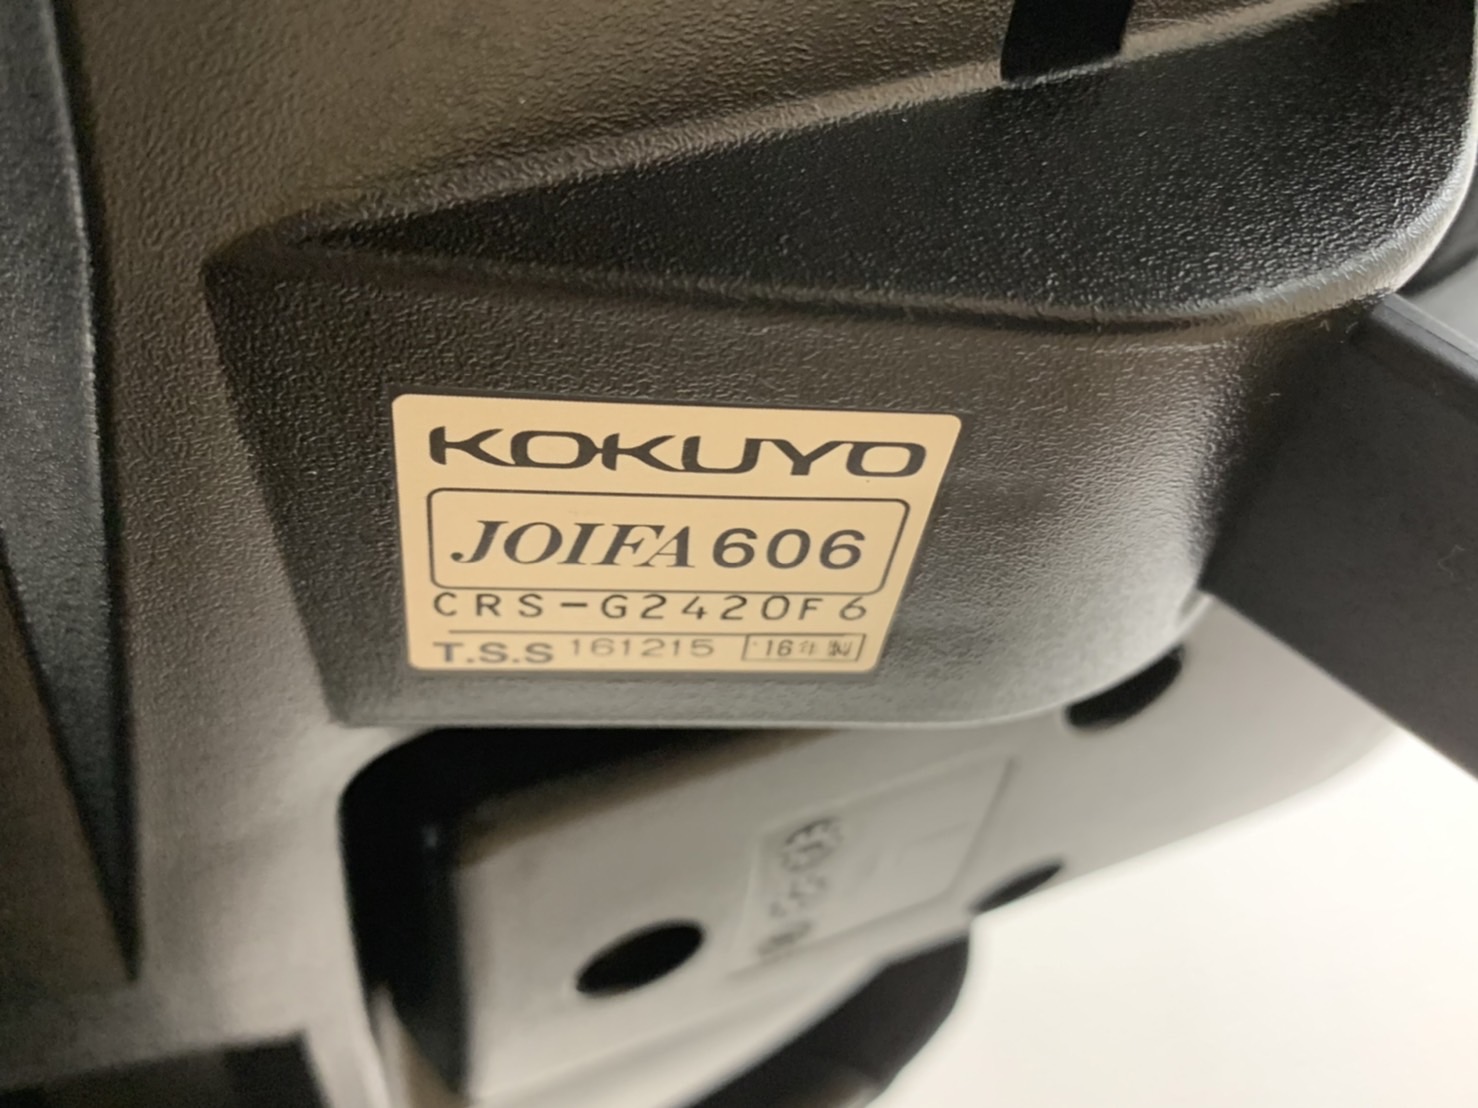 KOKUYO
JOIFA 606
CRS-G2420F6
T.S.S 161215 '16年製